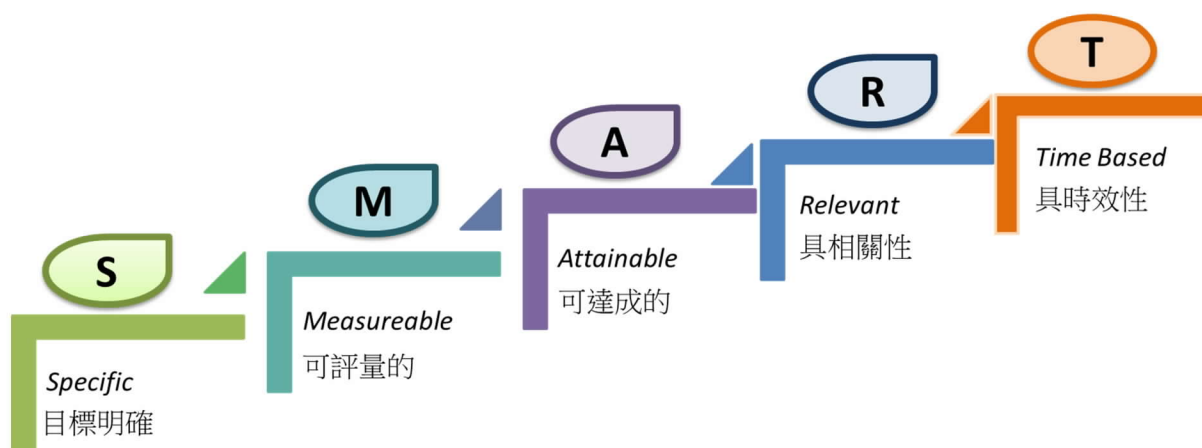 S
Specific
目標明確
M
Measureable
可評量的
A
Attainable
可達成的
R
Relevant
具相關性
T
Time Based
具時效性